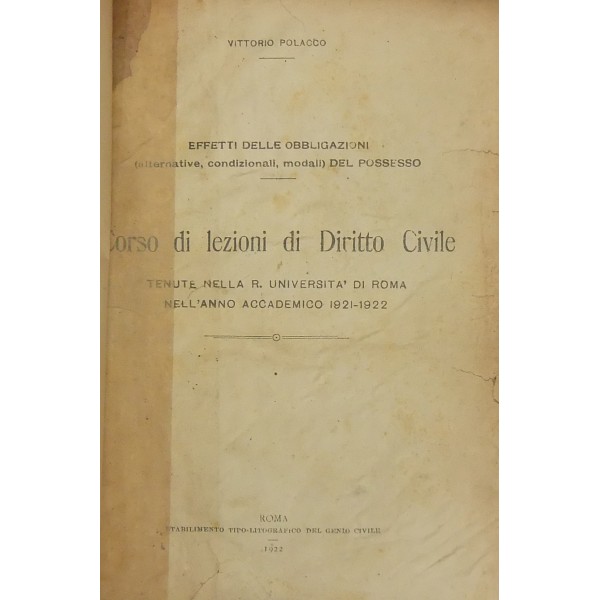 VITTORIO POLACCO
EFFETTI DELLE OBBLIGAZIONI
(alternative, condizionali, modali) DEL POSSESSO
Corso di lezioni di Diritto Civile
TENUTE NELLA R. UNIVERSITA' DI ROMA
NELL'ANNO ACCADEMICO 1921-1922
ROMA
STABILIMENTO TIPO-LITOGRAFICO DEL GENIO CIVILE
1922